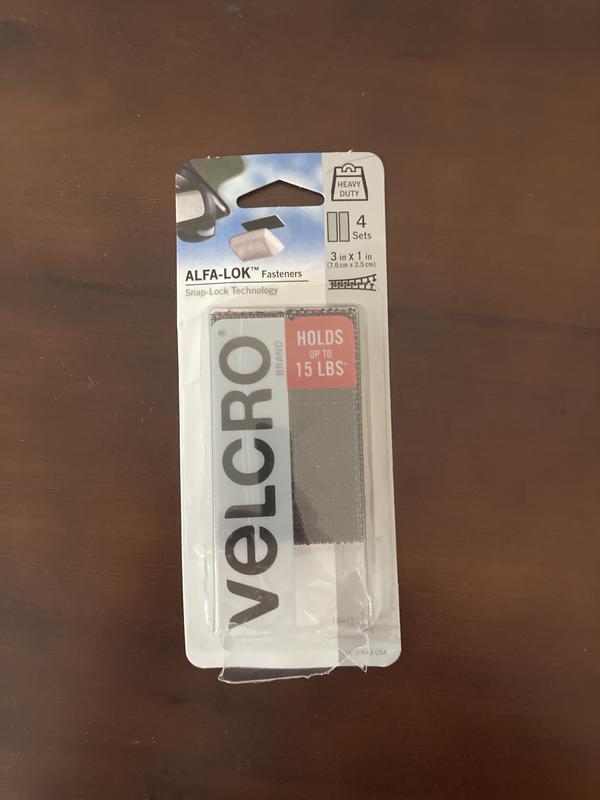 HEAVY
DUTY
4
Sets
3 in x 1 in
(7.6 cm x 2.5 cm)
ALFA-LOK™ Fasteners
Snap-Lock Technology
VELCRO®
BRAND
HOLDS
UP TO
15 LBS*